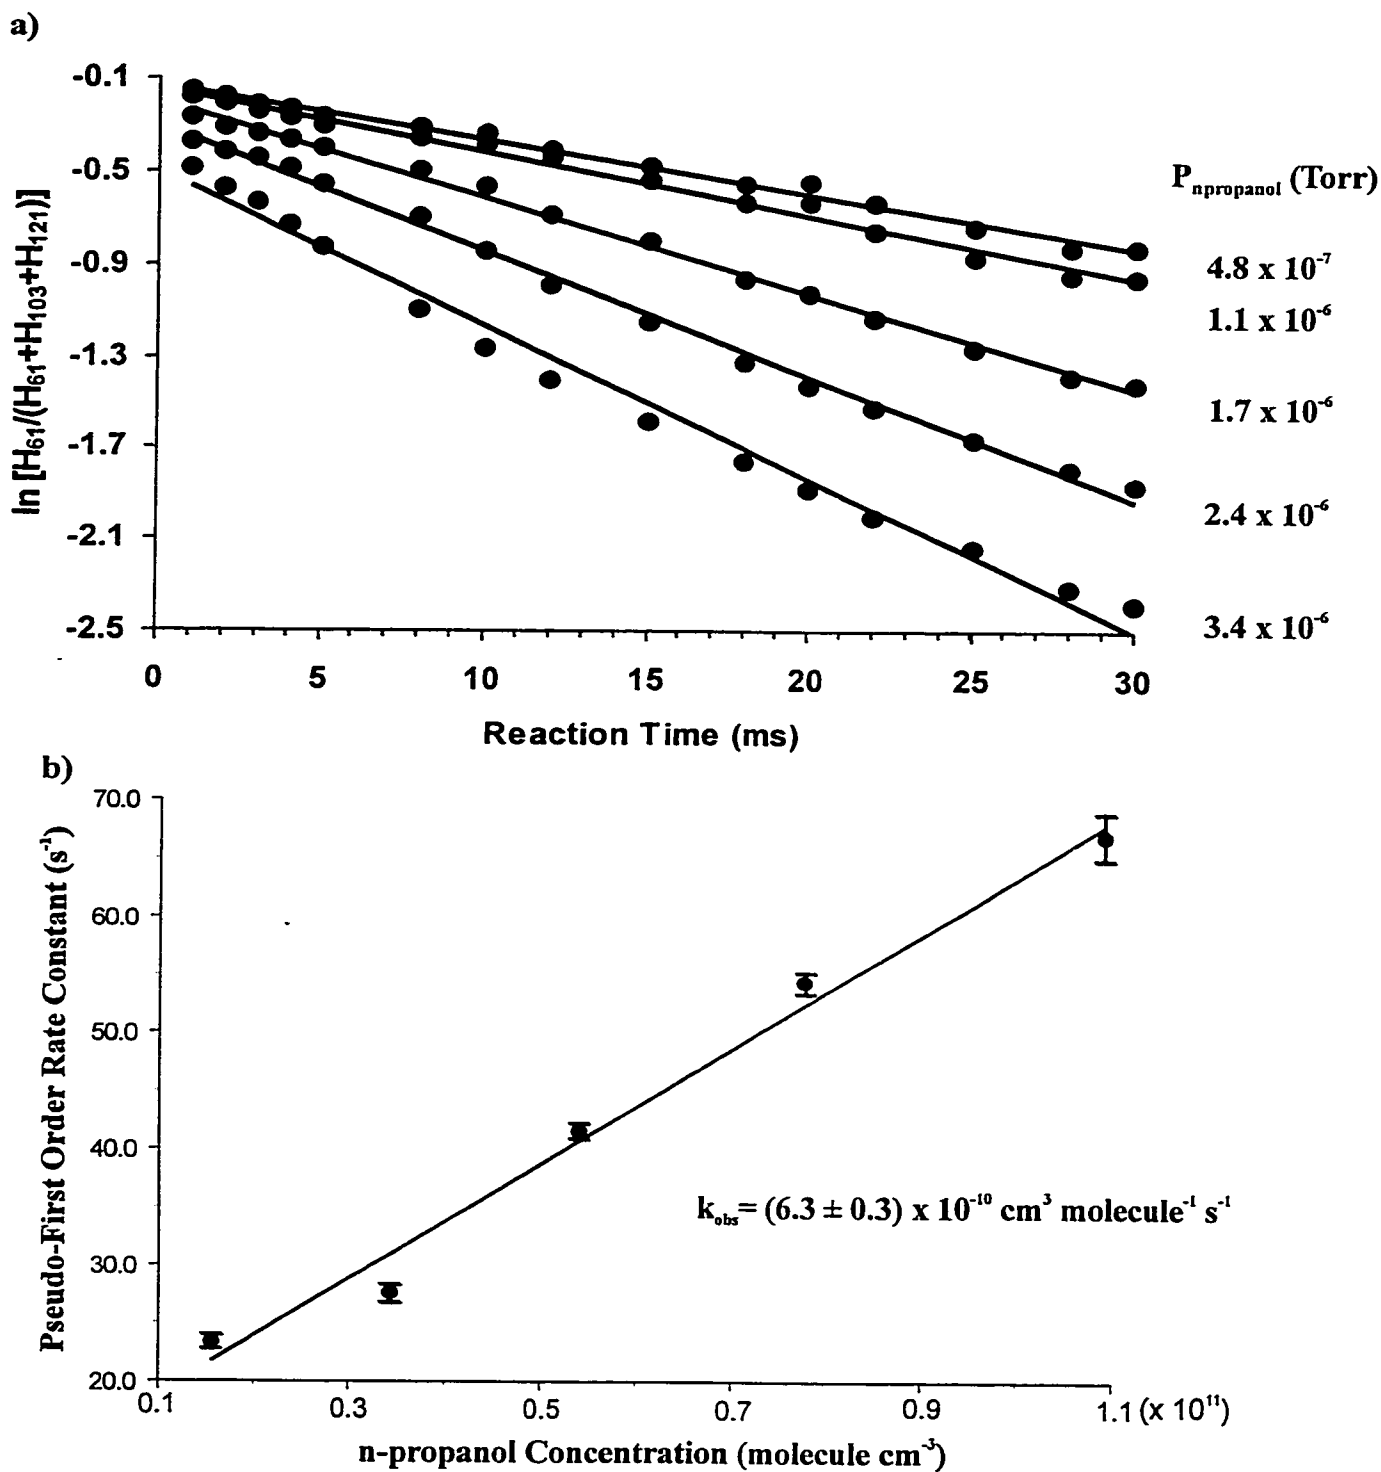 a)
ln [H₆₁/(H₆₁+H₁₀₃+H₁₂₁)]
-0.1
-0.5
-0.9
-1.3
-1.7
-2.1
-2.5
0 5 10 15 20 25 30
Reaction Time (ms)
Pₙₚᵣₒₚₐₙₒₗ (Torr)
4.8 x 10⁻⁷
1.1 x 10⁻⁶
1.7 x 10⁻⁶
2.4 x 10⁻⁶
3.4 x 10⁻⁶
b)
Pseudo-First Order Rate Constant (s⁻¹)
70.0
60.0
50.0
40.0
30.0
20.0
k_obs= (6.3 ± 0.3) x 10⁻¹⁰ cm³ molecule⁻¹ s⁻¹
0.1 0.3 0.5 0.7 0.9 1.1 (x 10¹¹)
n-propanol Concentration (molecule cm⁻³)